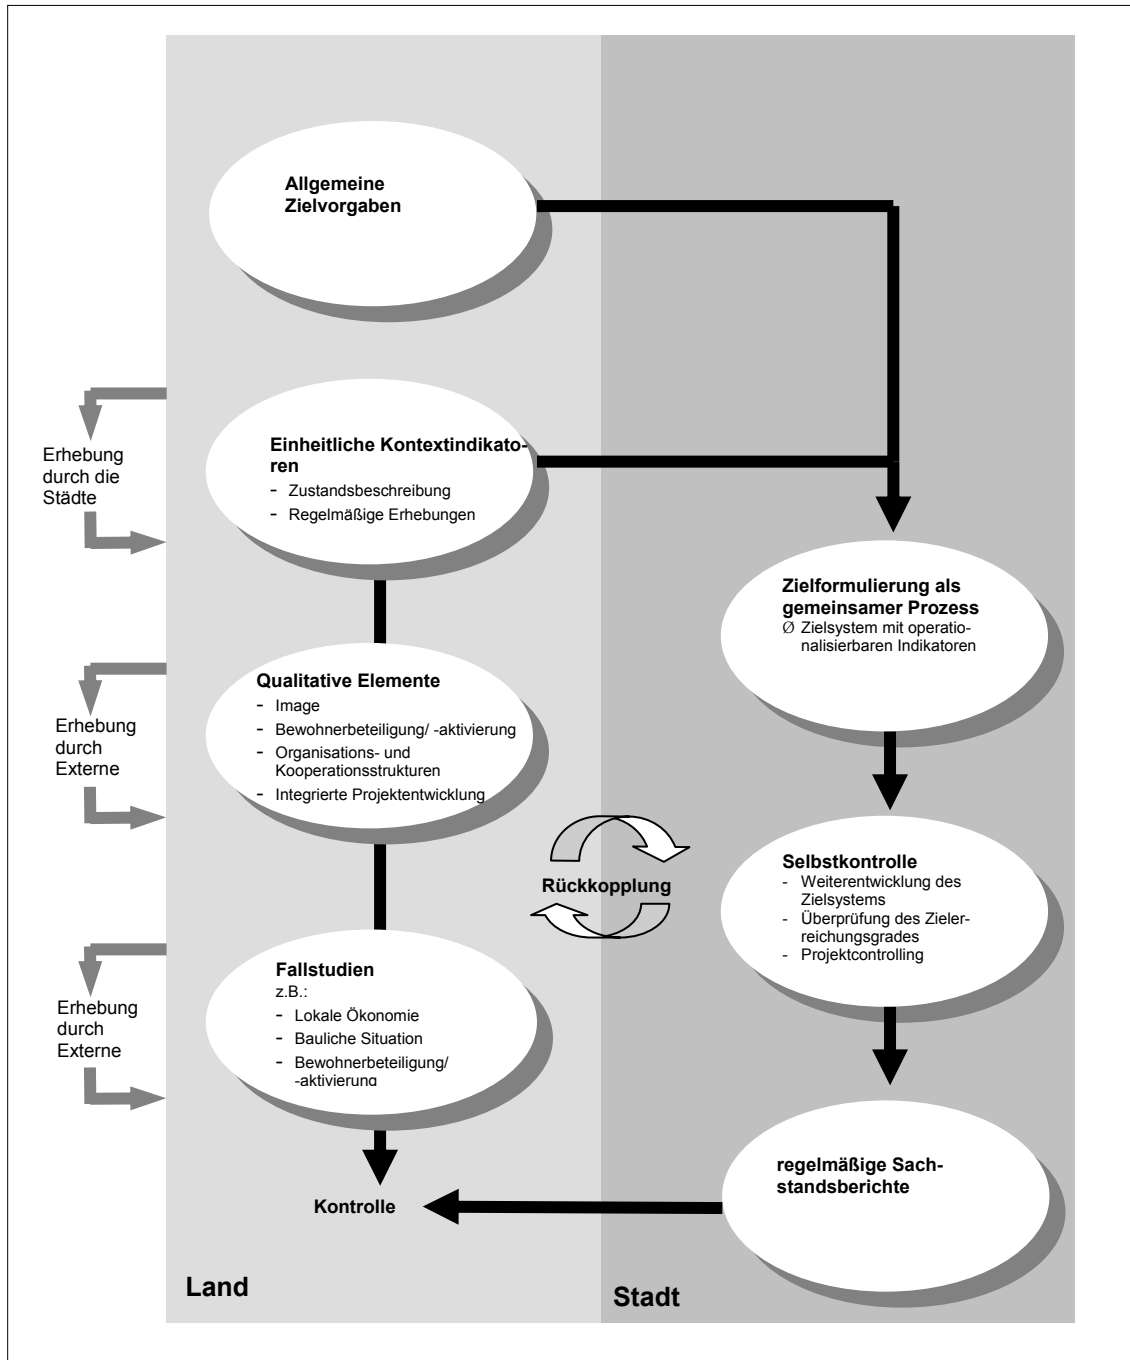 Allgemeine
Zielvorgaben
Erhebung
durch die
Städte
Einheitliche Kontextindikato-
ren
- Zustandsbeschreibung
- Regelmäßige Erhebungen
Zielformulierung als
gemeinsamer Prozess
Ø Zielsystem mit operatio-
nalisierbaren Indikatoren
Erhebung
durch
Externe
Qualitative Elemente
- Image
- Bewohnerbeteiligung/ -aktivierung
- Organisations- und
Kooperationsstrukturen
- Integrierte Projektentwicklung
Rückkopplung
Selbstkontrolle
- Weiterentwicklung des
Zielsystems
- Überprüfung des Zieler-
reichungsgrades
- Projektcontrolling
Erhebung
durch
Externe
Fallstudien
z.B.:
- Lokale Ökonomie
- Bauliche Situation
- Bewohnerbeteiligung/
-aktivierung
regelmäßige Sach-
standsberichte
Kontrolle
Land
Stadt